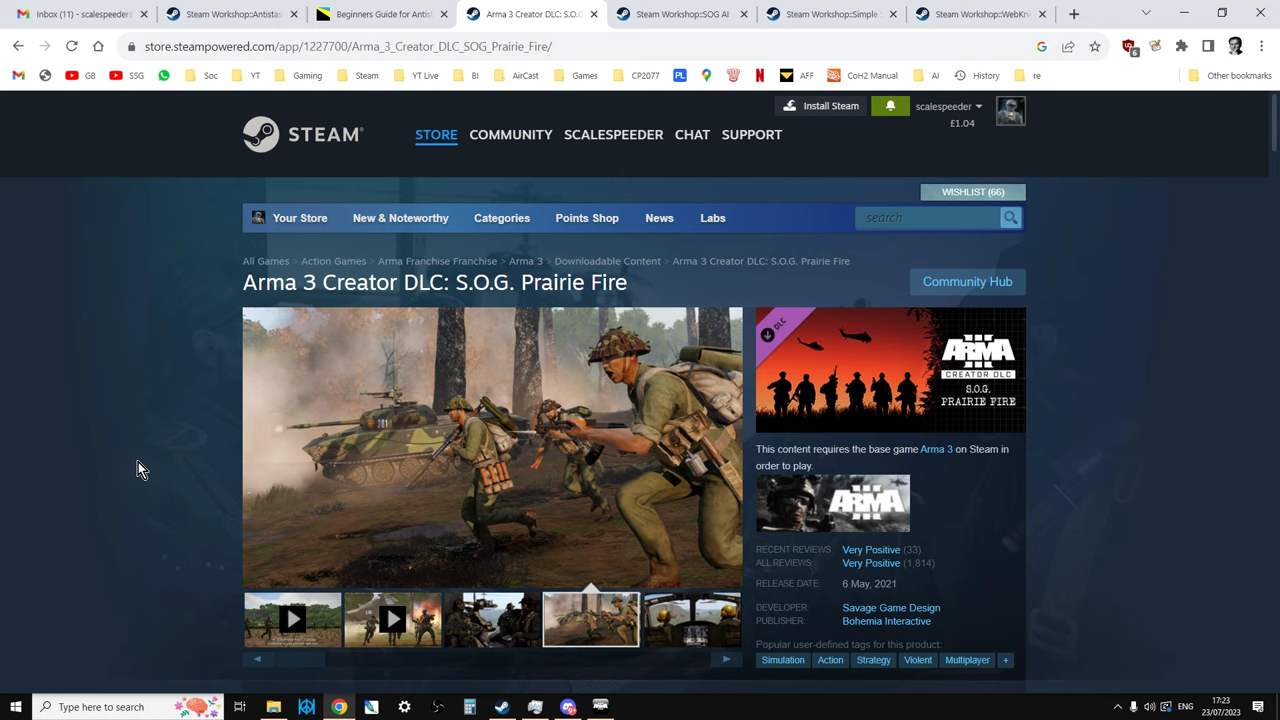 Inbox (11) - scalespeeder@
Steam Workshop::Antistas
Beginners Guide for Antist
Arma 3 Creator DLC: S.O.G.
Steam Workshop::SOG AI
Steam Workshop::Simple S
Steam Workshop::WebKni
store.steampowered.com/app/1227700/Arma_3_Creator_DLC_SOG_Prairie_Fire/
6
GB
SSG
Soc
YT
Gaming
Steam
YT Live
BI
AirCast
Games
CP2077
PL
AFF
CoH2 Manual
AI
History
re
Other bookmarks
Install Steam
scalespeeder
£1.04
STEAM
STORE COMMUNITY SCALESPEEDER CHAT SUPPORT
WISHLIST (66)
Your Store New & Noteworthy Categories Points Shop News Labs search
All Games > Action Games > Arma Franchise Franchise > Arma 3 > Downloadable Content > Arma 3 Creator DLC: S.O.G. Prairie Fire
Arma 3 Creator DLC: S.O.G. Prairie Fire
Community Hub
DLC
ARMA III
CREATOR DLC
S.O.G.
PRAIRIE FIRE
This content requires the base game Arma 3 on Steam in
order to play.
ARMA III
RECENT REVIEWS: Very Positive (33)
ALL REVIEWS: Very Positive (1,814)
RELEASE DATE: 6 May, 2021
DEVELOPER: Savage Game Design
PUBLISHER: Bohemia Interactive
Popular user-defined tags for this product:
Simulation Action Strategy Violent Multiplayer +
Type here to search
ENG
17:23
23/07/2023